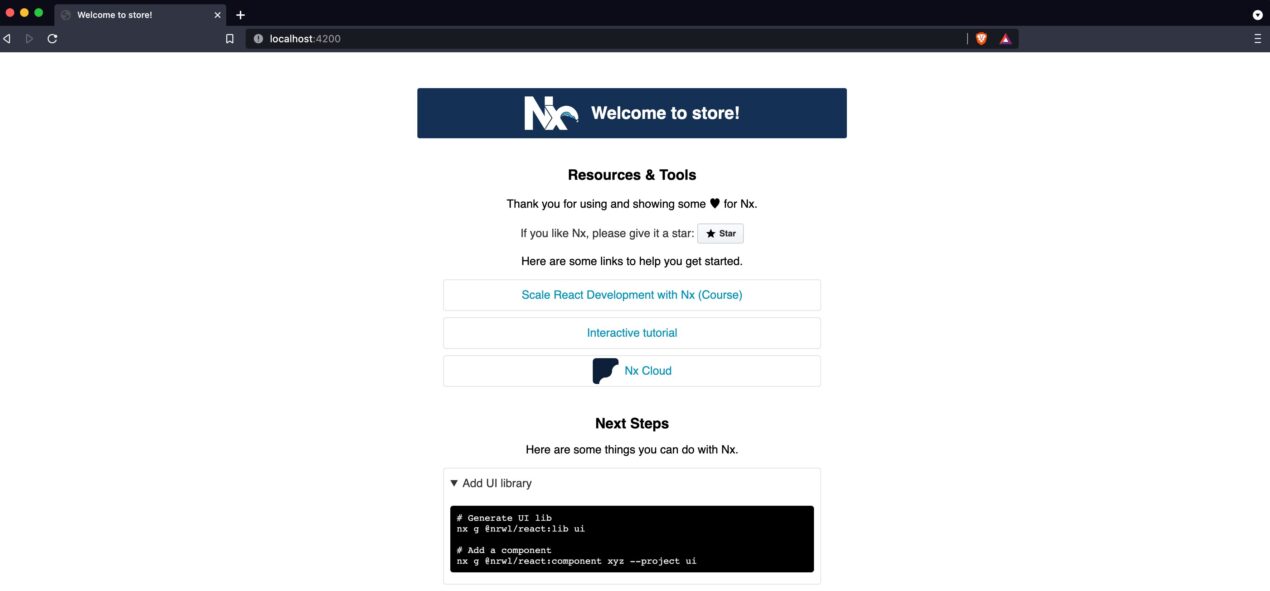 Welcome to store!
localhost:4200
Nx Welcome to store!
Resources & Tools
Thank you for using and showing some ♥ for Nx.
If you like Nx, please give it a star: ★ Star
Here are some links to help you get started.
Scale React Development with Nx (Course)
Interactive tutorial
Nx Cloud
Next Steps
Here are some things you can do with Nx.
▼ Add UI library
# Generate UI lib
nx g @nrwl/react:lib ui
# Add a component
nx g @nrwl/react:component xyz --project ui